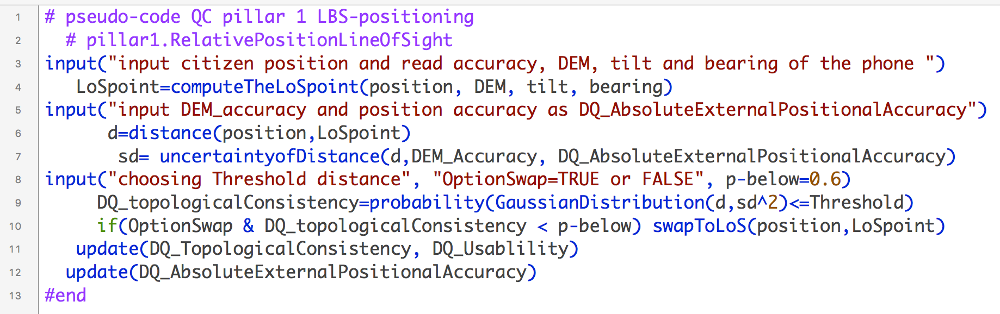 1 # pseudo-code QC pillar 1 LBS-positioning
2 # pillar1.RelativePositionLineOfSight
3 input("input citizen position and read accuracy, DEM, tilt and bearing of the phone ")
4 LoSpoint=computeTheLoSpoint(position, DEM, tilt, bearing)
5 input("input DEM_accuracy and position accuracy as DQ_AbsoluteExternalPositionalAccuracy")
6 d=distance(position,LoSpoint)
7 sd= uncertaintyofDistance(d,DEM_Accuracy, DQ_AbsoluteExternalPositionalAccuracy)
8 input("choosing Threshold distance", "OptionSwap=TRUE or FALSE", p-below=0.6)
9 DQ_topologicalConsistency=probability(GaussianDistribution(d,sd^2)<=Threshold)
10 if(OptionSwap & DQ_topologicalConsistency < p-below) swapToLoS(position,LoSpoint)
11 update(DQ_TopologicalConsistency, DQ_Usablility)
12 update(DQ_AbsoluteExternalPositionalAccuracy)
13 #end